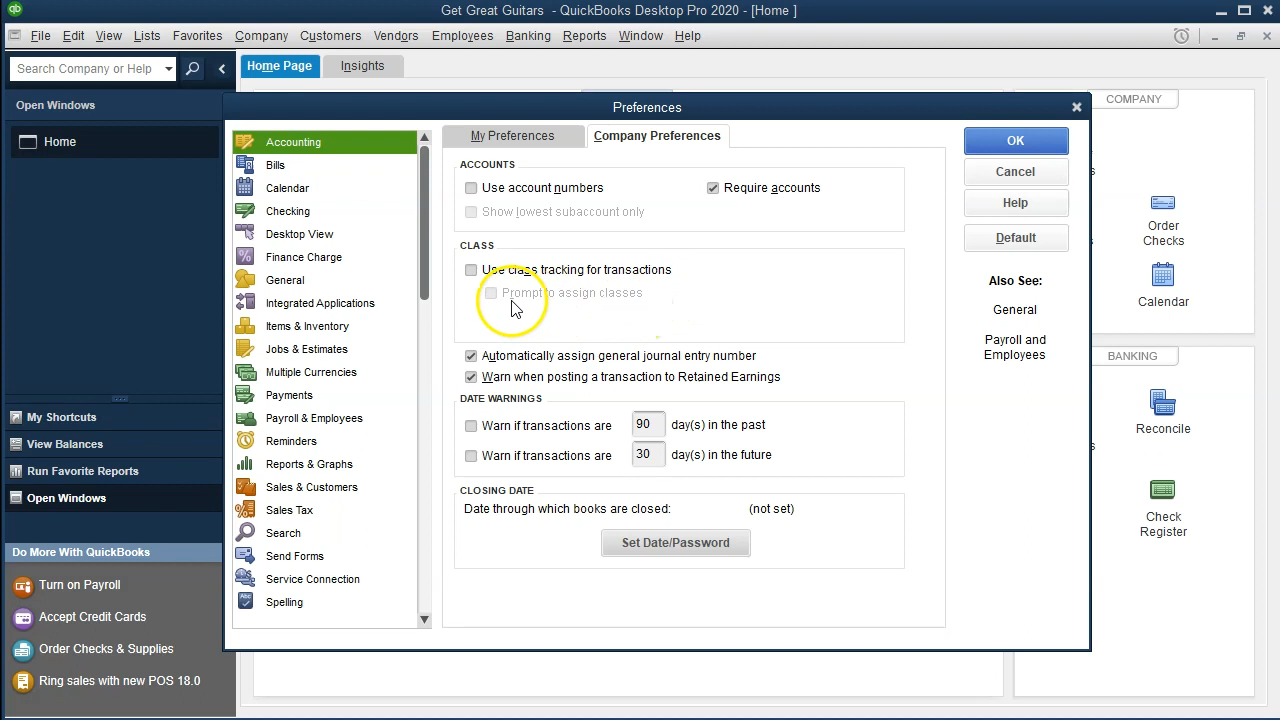 qb
Get Great Guitars - QuickBooks Desktop Pro 2020 - [Home ]
File Edit View Lists Favorites Company Customers Vendors Employees Banking Reports Window Help
Search Company or Help
Home Page Insights
Open Windows
Home
My Shortcuts
View Balances
Run Favorite Reports
Open Windows
Do More With QuickBooks
Turn on Payroll
Accept Credit Cards
Order Checks & Supplies
Ring sales with new POS 18.0
Preferences
Accounting
Bills
Calendar
Checking
Desktop View
Finance Charge
General
Integrated Applications
Items & Inventory
Jobs & Estimates
Multiple Currencies
Payments
Payroll & Employees
Reminders
Reports & Graphs
Sales & Customers
Sales Tax
Search
Send Forms
Service Connection
Spelling
My Preferences Company Preferences
ACCOUNTS
Use account numbers Require accounts
Show lowest subaccount only
CLASS
Use class tracking for transactions
Prompt to assign classes
Automatically assign general journal entry number
Warn when posting a transaction to Retained Earnings
DATE WARNINGS
Warn if transactions are 90 day(s) in the past
Warn if transactions are 30 day(s) in the future
CLOSING DATE
Date through which books are closed: (not set)
Set Date/Password
OK
Cancel
Help
Default
Also See:
General
Payroll and
Employees
COMPANY
Order
Checks
Calendar
BANKING
Reconcile
Check
Register